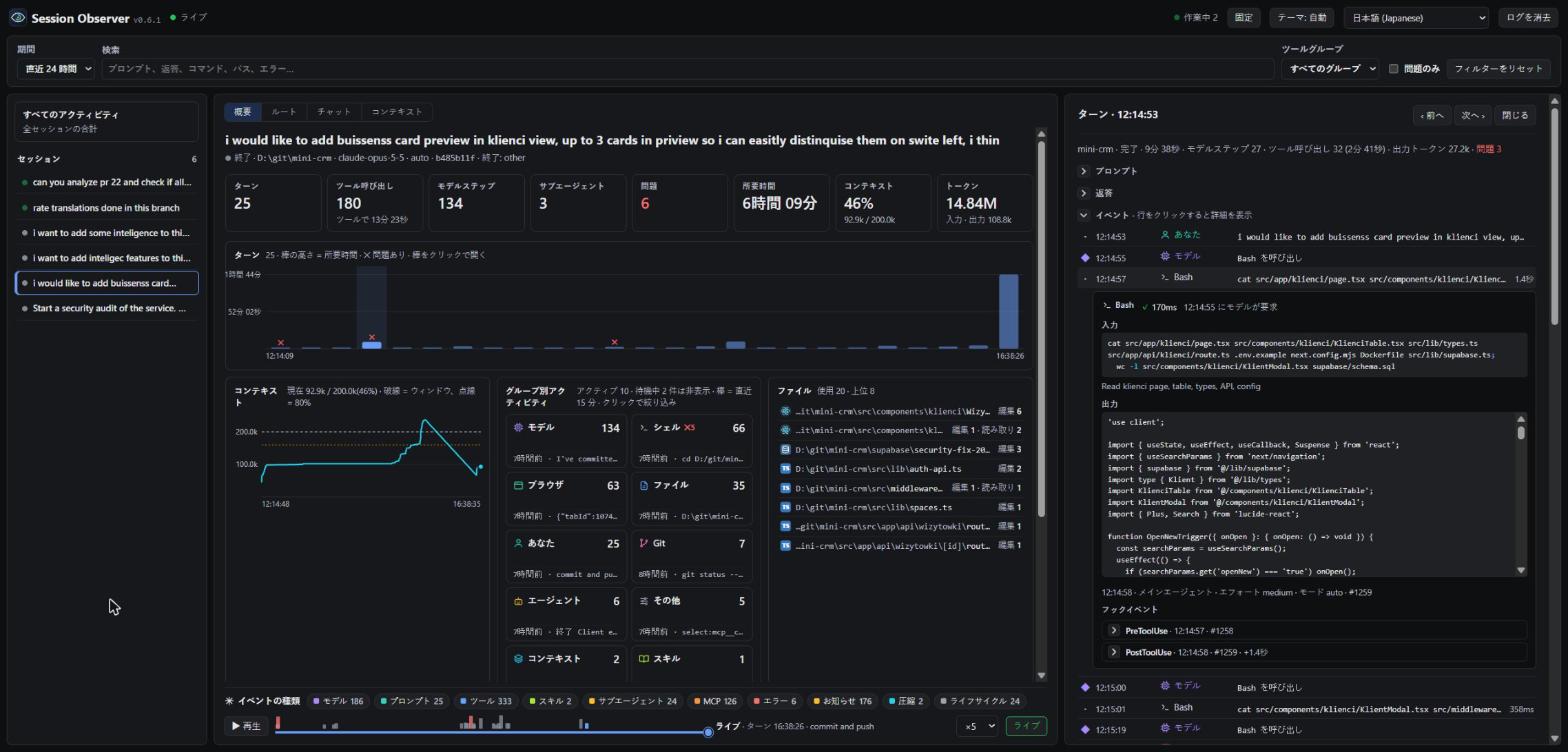 Session Observer v0.6.1 ライブ
作業中 2 固定 テーマ: 自動 日本語 (Japanese) ログを消去
期間 検索 ツールグループ
直近 24 時間 プロンプト、返答、コマンド、パス、エラー... すべてのグループ 問題のみ フィルターをリセット
すべてのアクティビティ
全セッションの合計
セッション 6
can you analyze pr 22 and check if all...
rate translations done in this branch
i want to add some inteligence to thi...
i want to add inteligec features to thi...
i would like to add buissenss card...
Start a security audit of the service. ...
概要 ルート チャット コンテキスト
i would like to add buissenss card preview in klienci view, up to 3 cards in priview so i can easitly distinquise them on swite left, i thin
終了 · D:\git\mini-crm · claude-opus-5-5 · auto · b485b11f · 終了: other
ターン
25
ツール呼び出し
180
ツールで 13分 23秒
モデルステップ
134
サブエージェント
3
問題
6
所要時間
6時間 09分
コンテキスト
46%
92.9k / 200.0k
トークン
14.84M
入力 · 出力 108.8k
ターン 25 · 棒の高さ = 所要時間 · × 問題あり · 棒をクリックで開く
1時間 44分
52分 02秒
12:14:09 16:38:26
コンテキスト 現在 92.9k / 200.0k(46%) · 破線 = ウィンドウ、点線 = 80%
200.0k
100.0k
12:14:48 16:38:35
グループ別アクティビティ アクティブ 10 · 待機中 2 件は非表示 · 棒 = 直近 15 分 · クリックで絞り込み
モデル 134
7時間前 · I've committe…
シェル ×5 66
7時間前 · cd D:/git/min…
ブラウザ 63
7時間前 · {"tabId":1074…
ファイル 35
7時間前 · D:\git\mini-c…
あなた 25
7時間前 · commit and pu…
Git 7
8時間前 · git status --…
エージェント 6
7時間前 · 終了 Client e…
その他 5
7時間前 · select:mcp__c…
コンテキスト 2
スキル 1
ファイル 使用 20 · 上位 8
…it\mini-crm\src\components\klienci\Wizy… 編集 6
…it\mini-crm\src\components\kl… 編集 1 · 読み取り 2
D:\git\mini-crm\supabase\security-fix-20… 編集 3
D:\git\mini-crm\src\lib\auth-api.ts 編集 2
D:\git\mini-crm\src\middleware… 編集 1 · 読み取り 1
D:\git\mini-crm\src\lib\spaces.ts 編集 1
…git\mini-crm\src\app\api\wizytowki\rout… 編集 1
…ini-crm\src\app\api\wizytowki\[id]\rout… 編集 1
イベントの種類 モデル 186 プロンプト 25 ツール 333 スキル 2 サブエージェント 24 MCP 126 エラー 6 お知らせ 176 圧縮 2 ライフサイクル 24
再生 ライブ · ターン 16:38:26 · commit and push ×5 ライブ
ターン · 12:14:53 ‹ 前へ 次へ › 閉じる
mini-crm · 完了 · 9分 38秒 · モデルステップ 27 · ツール呼び出し 32 (2分 41秒) · 出力トークン 27.2k · 問題 3
プロンプト
返答
イベント · 行をクリックすると詳細を表示
12:14:53 あなた i would like to add buissenss card preview in klienci view, up…
12:14:55 モデル Bash を呼び出し
12:14:57 Bash cat src/app/klienci/page.tsx src/components/klienci/Klienc… 1.4秒
Bash ✓ 170ms 12:14:55 にモデルが要求
入力
cat src/app/klienci/page.tsx src/components/klienci/KlienciTable.tsx src/lib/types.ts
src/app/api/klienci/route.ts .env.example next.config.mjs Dockerfile src/lib/supabase.ts;
wc -l src/components/klienci/KlientModal.tsx supabase/schema.sql
Read klienci page, table, types, API, config
出力
'use client';
import { useState, useEffect, useCallback, Suspense } from 'react';
import { useSearchParams } from 'next/navigation';
import { supabase } from '@/lib/supabase';
import type { Klient } from '@/lib/types';
import KlienciTable from '@/components/klienci/KlienciTable';
import KlientModal from '@/components/klienci/KlientModal';
import { Plus, Search } from 'lucide-react';
function OpenNewTrigger({ onOpen }: { onOpen: () => void }) {
const searchParams = useSearchParams();
useEffect(() => {
if (searchParams.get('openNew') === 'true') onOpen();
12:14:58 · メインエージェント · エフォート medium · モード auto · #1259
フックイベント
PreToolUse · 12:14:57 · #1258
PostToolUse · 12:14:58 · #1259 · +1.4秒
12:15:00 モデル Bash を呼び出し
12:15:01 Bash cat src/components/klienci/KlientModal.tsx src/middleware… 358ms
12:15:19 モデル Bash を呼び出し